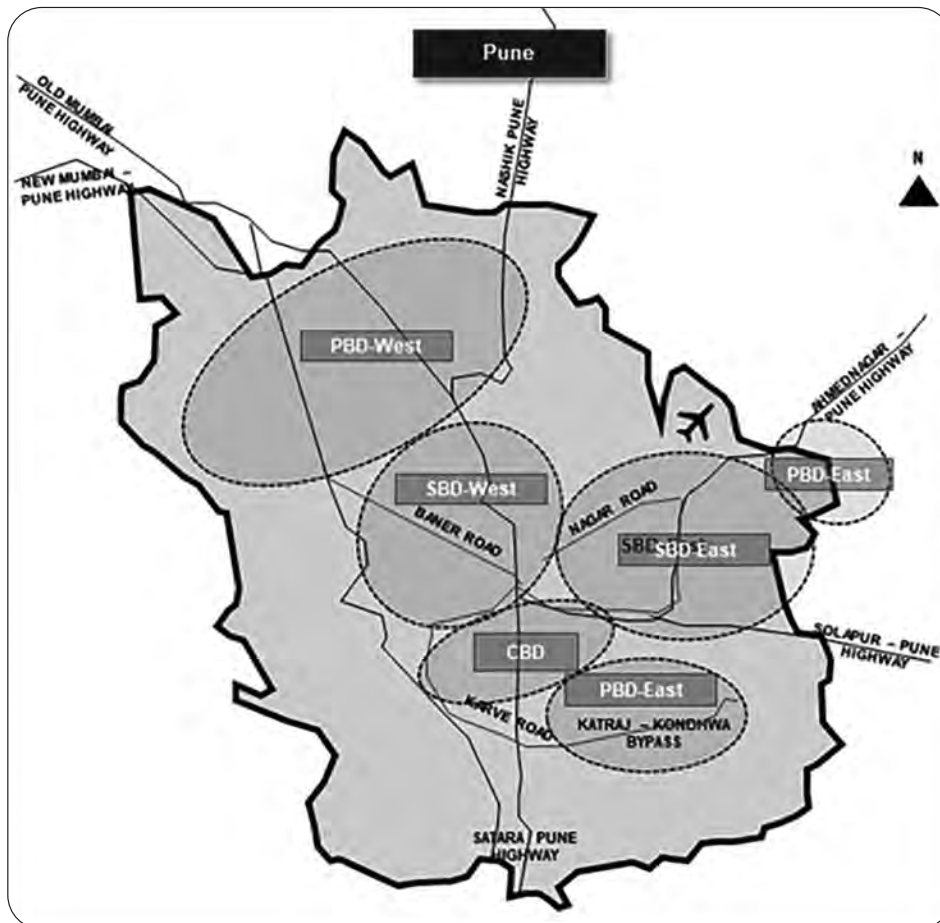 Pune
OLD MUMBAI
PUNE HIGHWAY
NASHIK PUNE
HIGHWAY
N
NEW MUMBAI –
PUNE HIGHWAY
PBD-West
AHMEDNAGAR –
PUNE HIGHWAY
SBD-West
PBD-East
BANER ROAD
NAGAR ROAD
SBD-East
SOLAPUR – PUNE
HIGHWAY
CBD
PBD-East
KARVE ROAD
KATRAJ – KONDHWA
BYPASS
SATARA PUNE
HIGHWAY